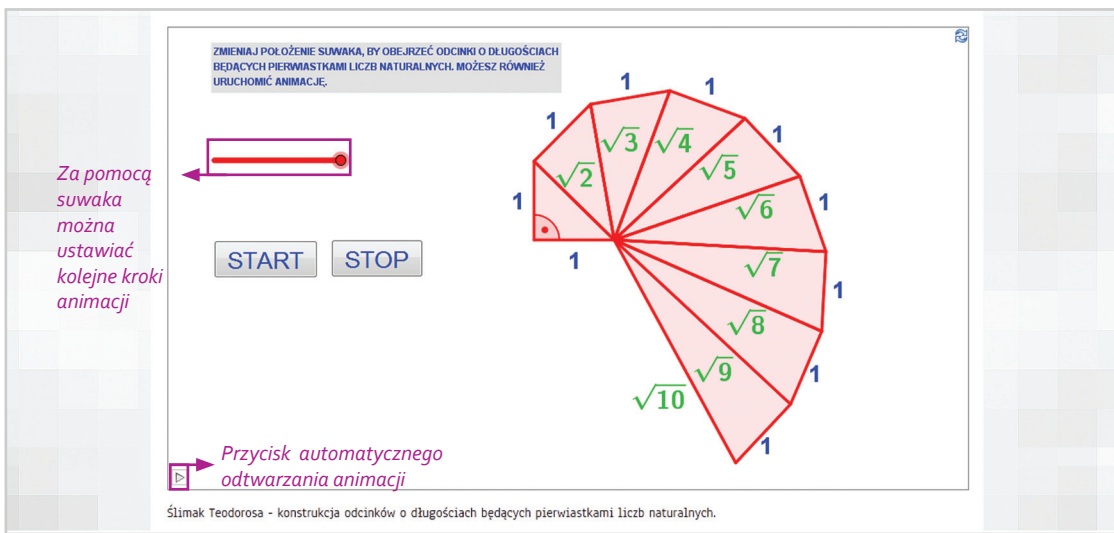 ZMIENIAJ POŁOŻENIE SUWAKA, BY OBEJRZEĆ ODCINKI O DŁUGOŚCIACH
BĘDĄCYCH PIERWIASTKAMI LICZB NATURALNYCH. MOŻESZ RÓWNIEŻ
URUCHOMIĆ ANIMACJĘ.
Za pomocą
suwaka
można
ustawiać
kolejne kroki
animacji
START
STOP
1
1
1
1
1
1
1
1
1
1
√2
√3
√4
√5
√6
√7
√8
√9
√10
Przycisk automatycznego
odtwarzania animacji
Ślimak Teodorosa - konstrukcja odcinków o długościach będących pierwiastkami liczb naturalnych.